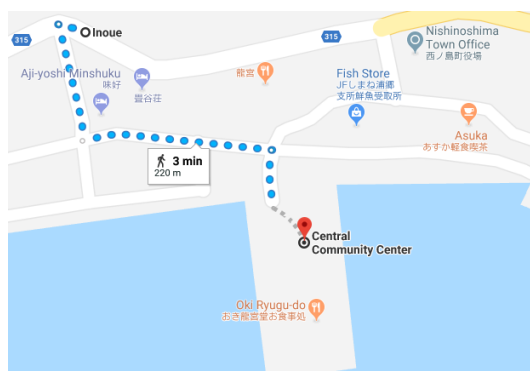 315
Inoue
Aji-yoshi Minshuku
味好
畳谷荘
龍宮
315
Nishinoshima
Town Office
西ノ島町役場
Fish Store
JFしまね浦郷
支所鮮魚受取所
Asuka
あすか軽食喫茶
3 min
220 m
Central
Community Center
Oki Ryugu-do
おき龍宮堂お食事処